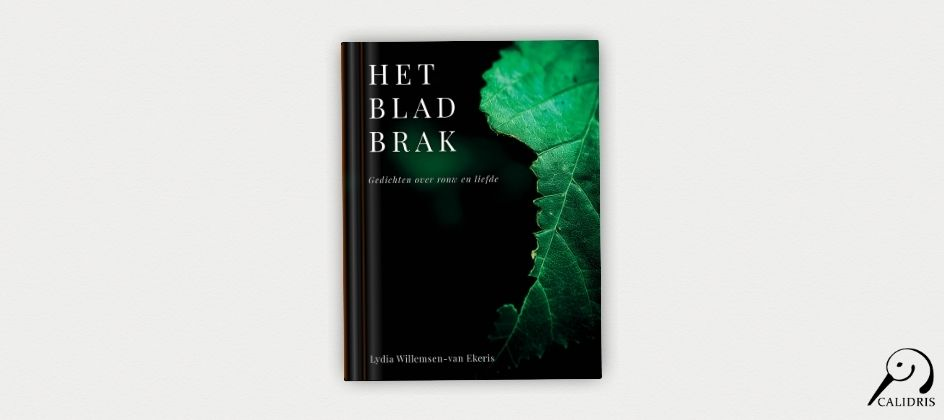 HET
BLAD
BRAK
Gedichten over rouw en liefde
Lydia Willemsen-van Ekeris
CALIDRIS